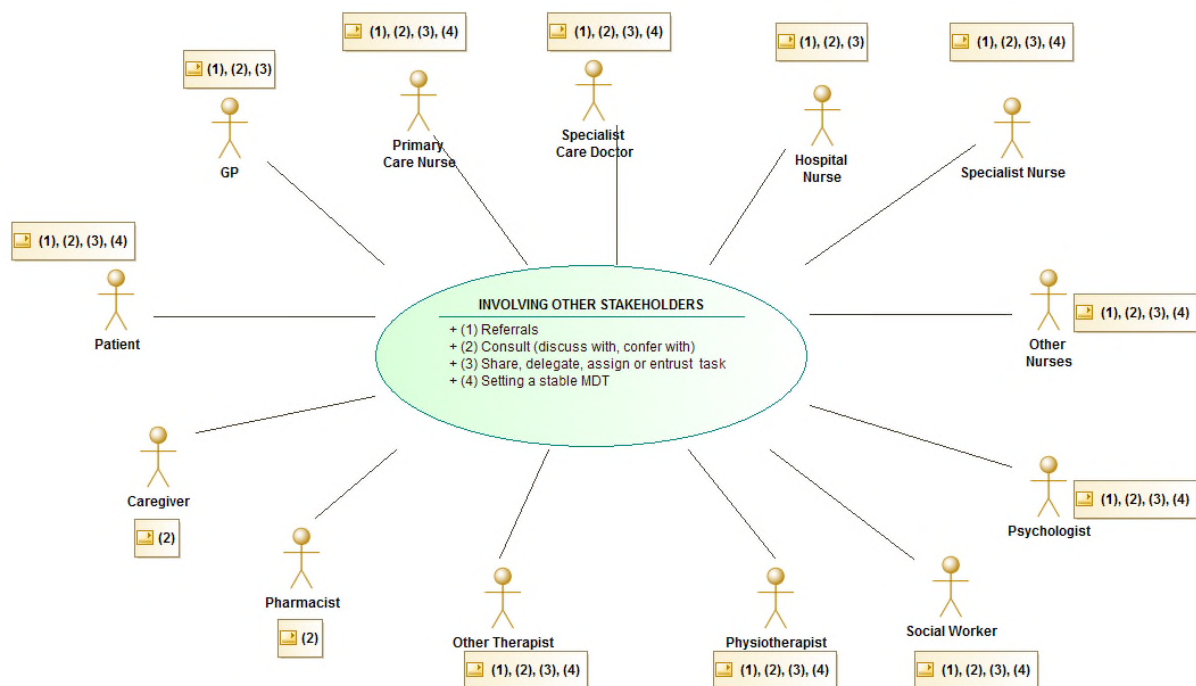 (1), (2), (3), (4)
(1), (2), (3), (4)
(1), (2), (3)
(1), (2), (3), (4)
(1), (2), (3)
Primary
Care Nurse
Specialist
Care Doctor
Hospital
Nurse
Specialist Nurse
GP
(1), (2), (3), (4)
Patient
INVOLVING OTHER STAKEHOLDERS
+ (1) Referrals
+ (2) Consult (discuss with, confer with)
+ (3) Share, delegate, assign or entrust task
+ (4) Setting a stable MDT
Other
Nurses
(1), (2), (3), (4)
Caregiver
(2)
Psychologist
(1), (2), (3), (4)
Pharmacist
(2)
Other Therapist
(1), (2), (3), (4)
Physiotherapist
(1), (2), (3), (4)
Social Worker
(1), (2), (3), (4)